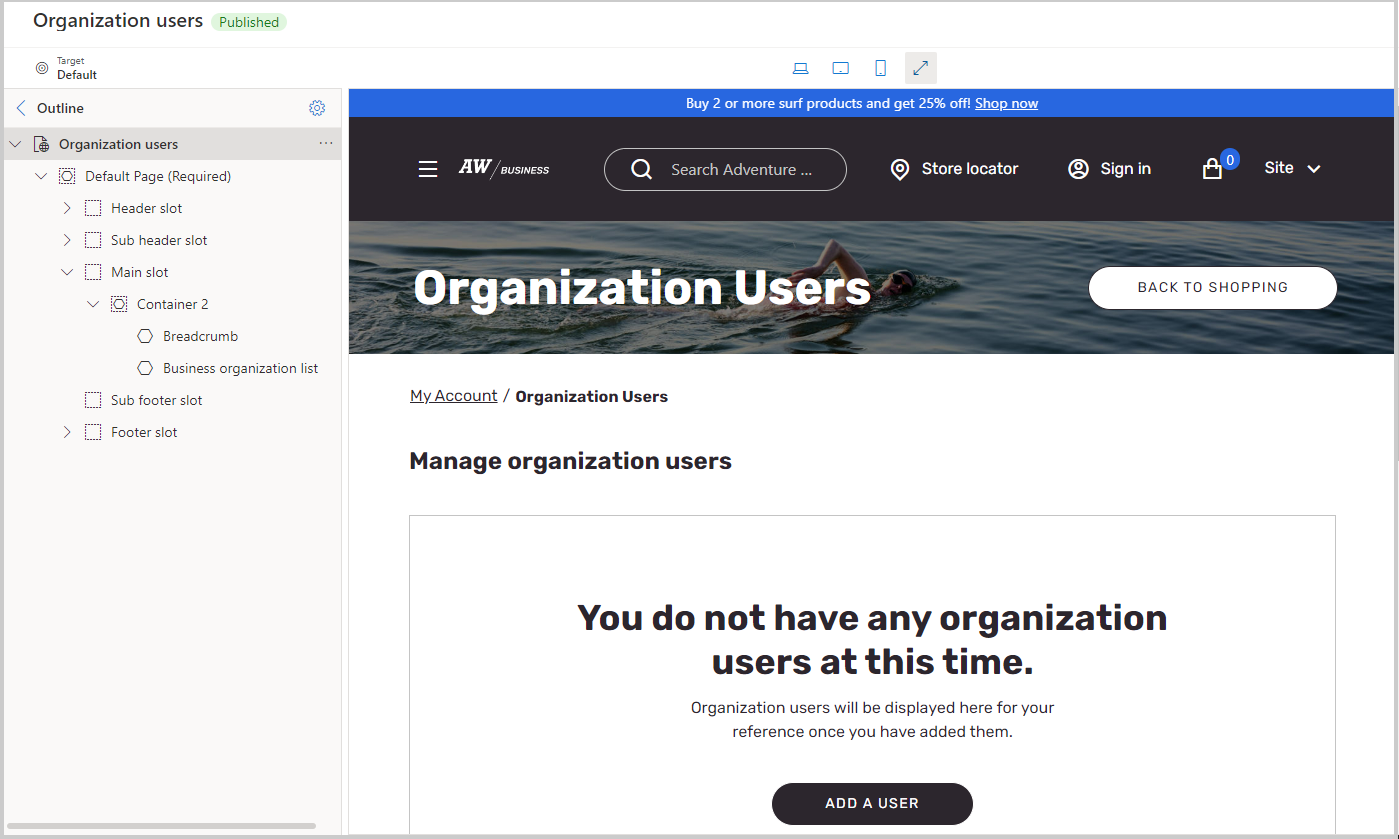 Organization users Published
Target
Default
Outline
Organization users ...
Default Page (Required)
Header slot
Sub header slot
Main slot
Container 2
Breadcrumb
Business organization list
Sub footer slot
Footer slot
Buy 2 or more surf products and get 25% off! Shop now
AW/BUSINESS
Search Adventure ...
Store locator
Sign in
0
Site
Organization Users
BACK TO SHOPPING
My Account / Organization Users
Manage organization users
You do not have any organization
users at this time.
Organization users will be displayed here for your
reference once you have added them.
ADD A USER